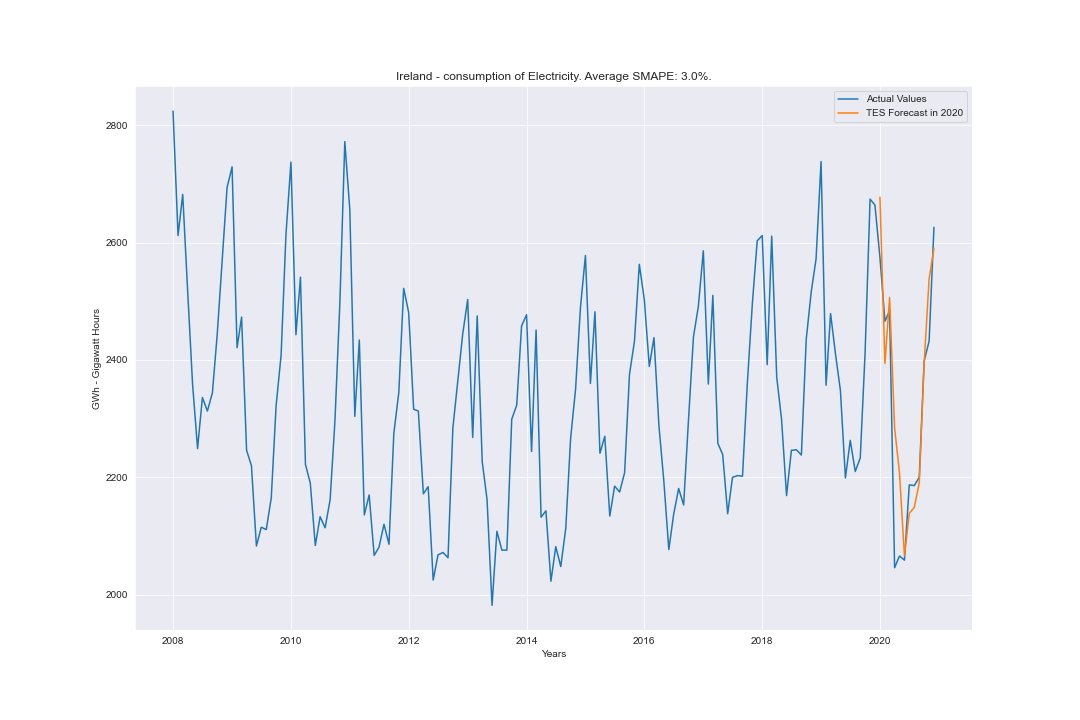 Ireland - consumption of Electricity. Average SMAPE: 3.0%.
Actual Values
TES Forecast in 2020
GWh - Gigawatt Hours
2800
2600
2400
2200
2000
2008
2010
2012
2014
2016
2018
2020
Years